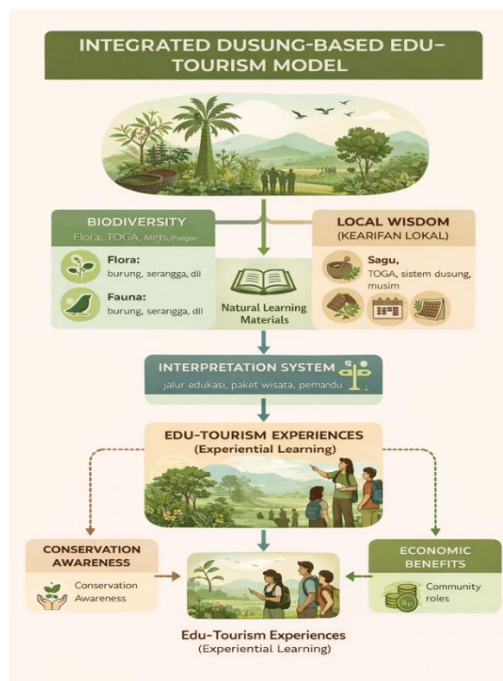 INTEGRATED DUSUNG-BASED EDU–
TOURISM MODEL
BIODIVERSITY
Flora: TOGA, MPTS, Pangan
Flora:
burung, serangga, dll
Fauna:
burung, serangga, dll
Natural Learning
Materials
LOCAL WISDOM
(KEARIFAN LOKAL)
Sagu,
TOGA, sistem dusung,
musim
INTERPRETATION SYSTEM
jalur edukasi, paket wisata, pemandu
EDU-TOURISM EXPERIENCES
(Experiential Learning)
CONSERVATION
AWARENESS
Conservation
Awareness
ECONOMIC
BENEFITS
Community
roles
Rp
Edu-Tourism Experiences
(Experiential Learning)